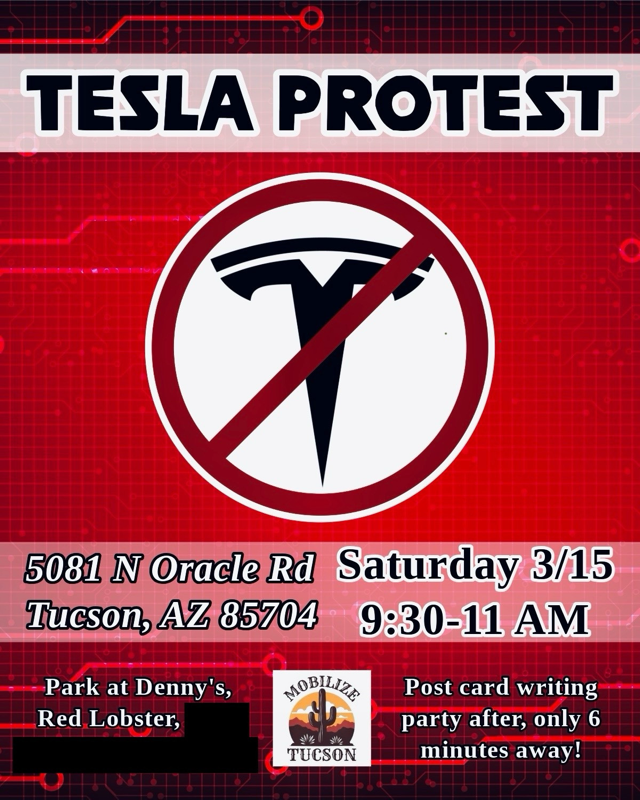 TESLA PROTEST
5081 N Oracle Rd
Tucson, AZ 85704
Saturday 3/15
9:30-11 AM
Park at Denny's,
Red Lobster,
MOBILIZE
TUCSON
Post card writing
party after, only 6
minutes away!